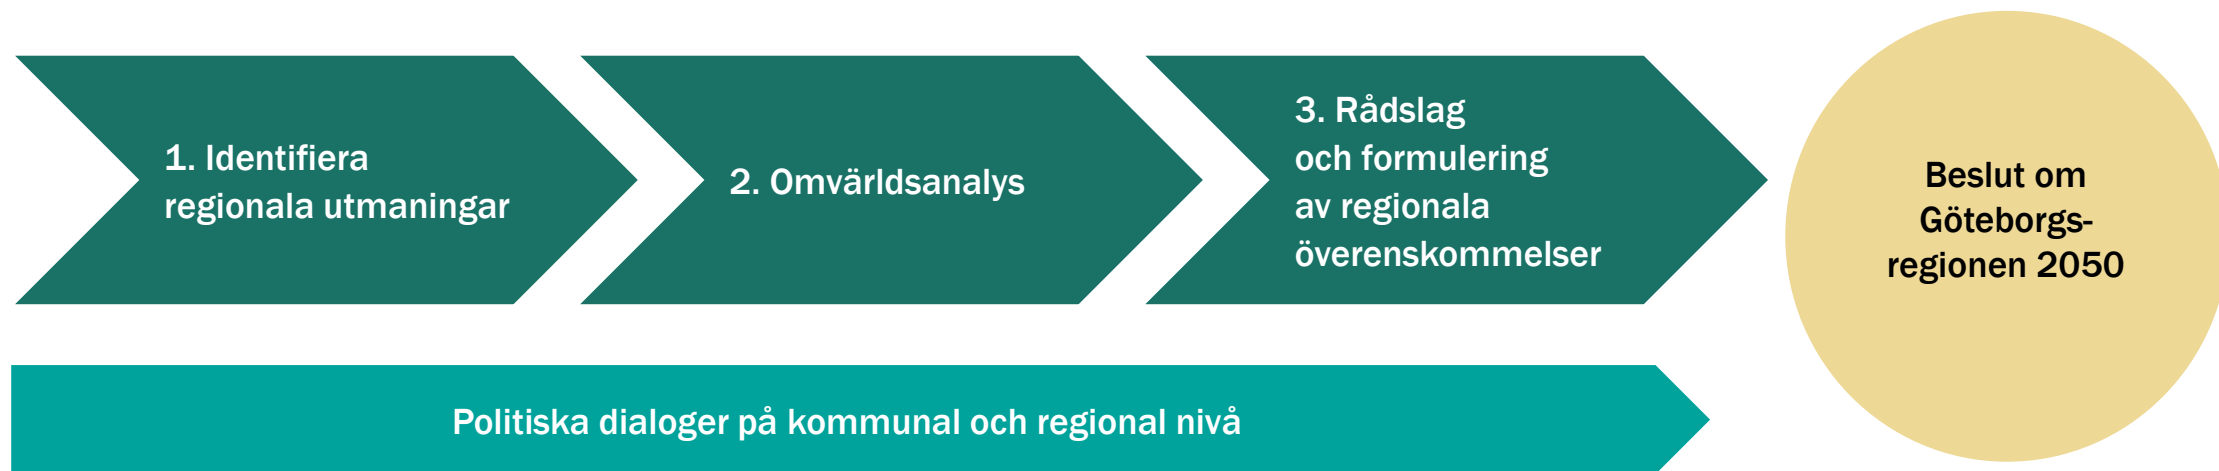 1. Identifiera
regionala utmaningar
2. Omvärldsanalys
3. Rådslag
och formulering
av regionala
överenskommelser
Beslut om
Göteborgs-
regionen 2050
Politiska dialoger på kommunal och regional nivå